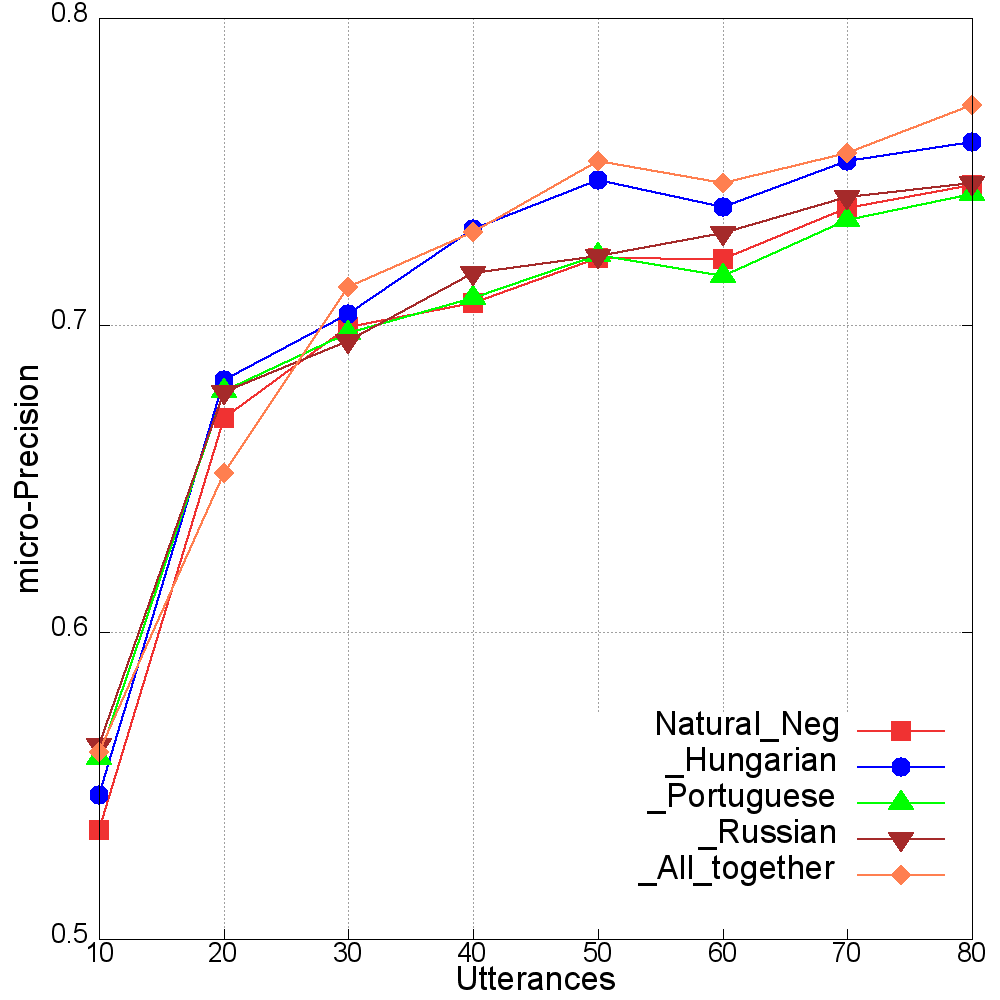 0.8
0.7
0.6
0.5
micro-Precision
10 20 30 40 50 60 70 80
Utterances
Natural_Neg
_Hungarian
_Portuguese
_Russian
_All_together